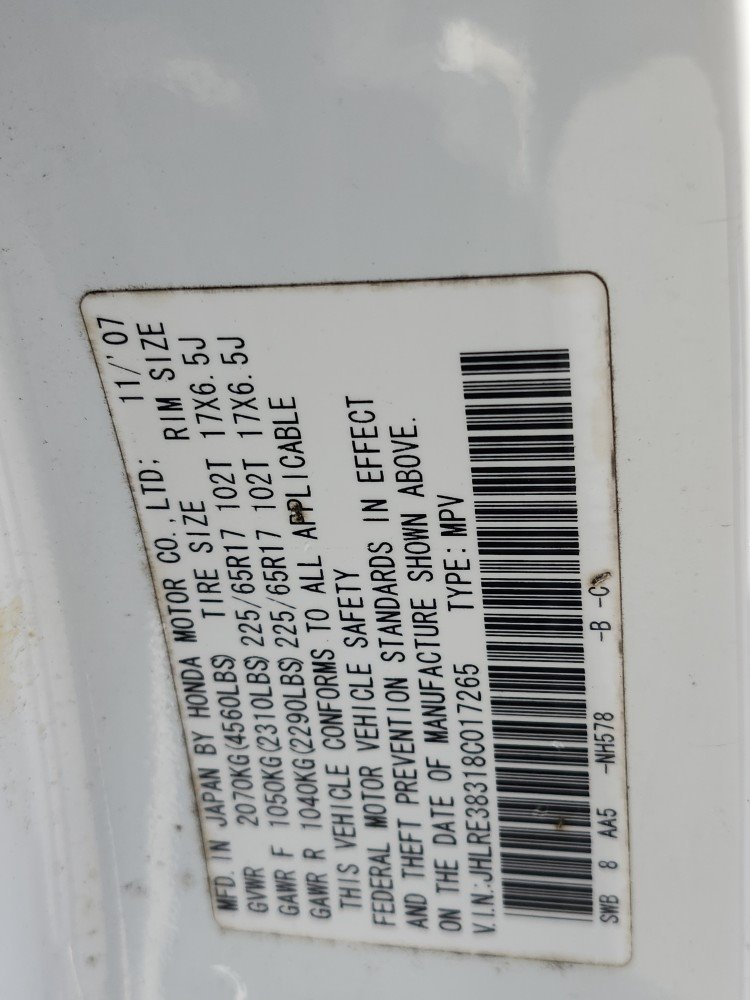 MFD. IN JAPAN BY HONDA MOTOR CO.,LTD; 11/'07
GVWR 2070KG(4560LBS) TIRE SIZE RIM SIZE
GAWR F 1050KG(2310LBS)225/65R17 102T 17X6.5J
GAWR R 1040KG(2290LBS)225/65R17 102T 17X6.5J
THIS VEHICLE CONFORMS TO ALL APPLICABLE
FEDERAL MOTOR VEHICLE SAFETY
AND THEFT PREVENTION STANDARDS IN EFFECT
ON THE DATE OF MANUFACTURE SHOWN ABOVE.
V.I.N.:JHLRE38318C017265 TYPE:MPV
SWB 8 AA5 -NH578 -B -C